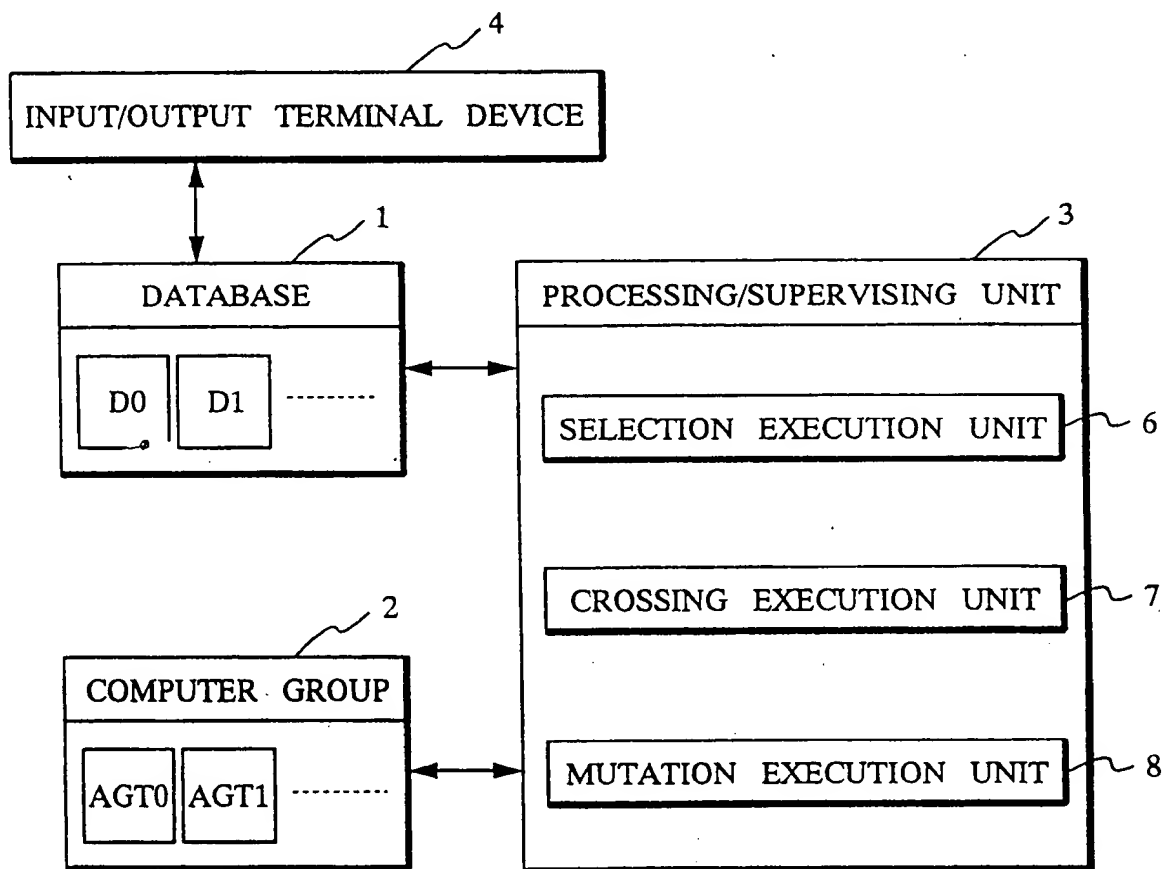 4
INPUT/OUTPUT TERMINAL DEVICE
1
DATABASE
D0 D1
3
PROCESSING/SUPERVISING UNIT
SELECTION EXECUTION UNIT
6
CROSSING EXECUTION UNIT
7
MUTATION EXECUTION UNIT
8
2
COMPUTER GROUP
AGT0 AGT1